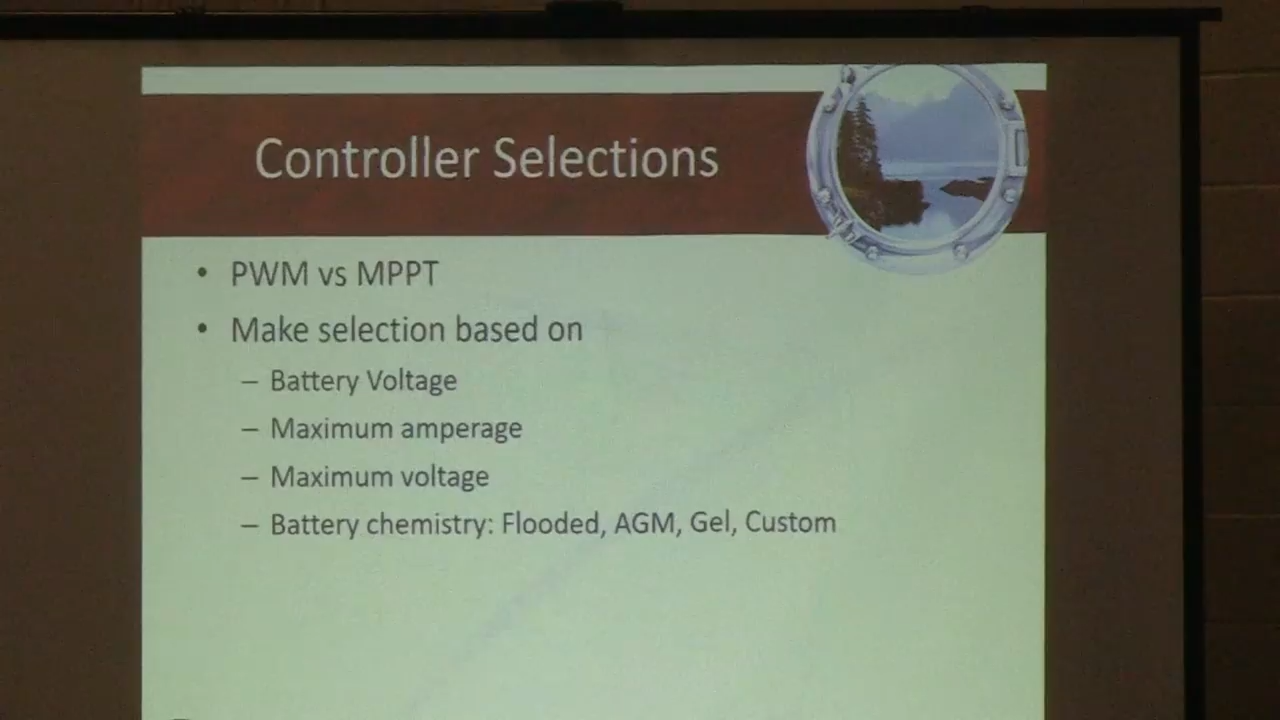 Controller Selections
• PWM vs MPPT
• Make selection based on
– Battery Voltage
– Maximum amperage
– Maximum voltage
– Battery chemistry: Flooded, AGM, Gel, Custom